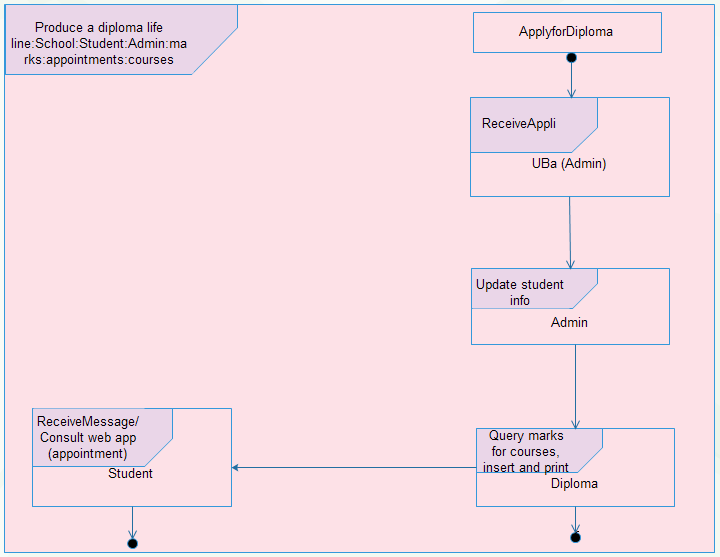 Produce a diploma life
line:School:Student:Admin:ma
rks:appointments:courses
ApplyforDiploma
ReceiveAppli
UBa (Admin)
Update student
info
Admin
ReceiveMessage/
Consult web app
(appointment)
Student
Query marks
for courses,
insert and print
Diploma